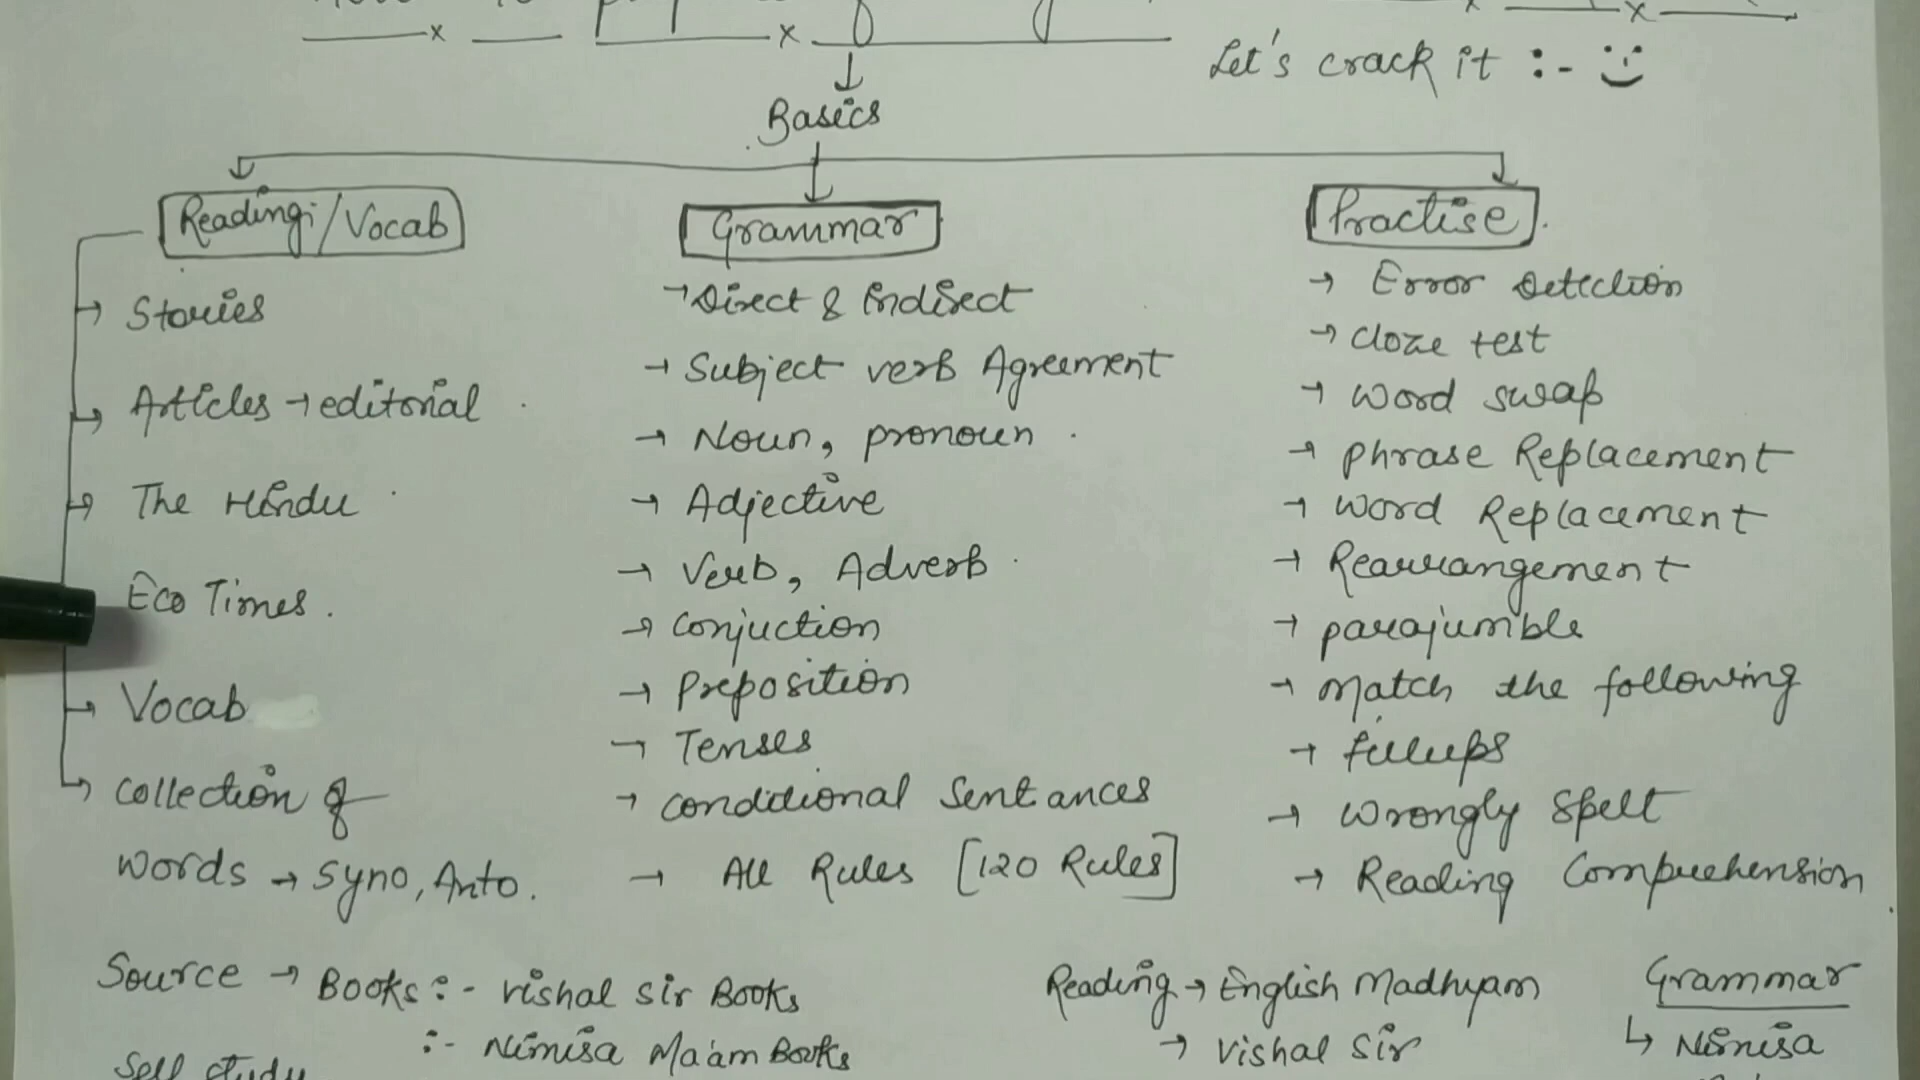 Let's crack it :-
Basics
Reading:/Vocab
Stories
Articles → editorial
The Hindu
Eco Times.
Vocab
collection of
words → Syno, Anto.
Grammar
→ Direct & Indirect
→ Subject verb Agreement
→ Noun, pronoun
→ Adjective
→ Verb, Adverb
→ conjuction
→ Preposition
→ Tenses
→ conditional Sentances
→ All Rules [120 Rules]
Practise
→ Error Detection
→ cloze test
→ word swap
→ phrase Replacement
→ word Replacement
→ Rearrangement
→ parajumble
→ match the following
→ fillups
→ wrongly spelt
→ Reading Comprehension
Source → Books :- vishal sir Books
:- Nimisa Ma'am Books
Self study
Reading → English Madhyam
→ vishal sir
Grammar
↳ Nimisa